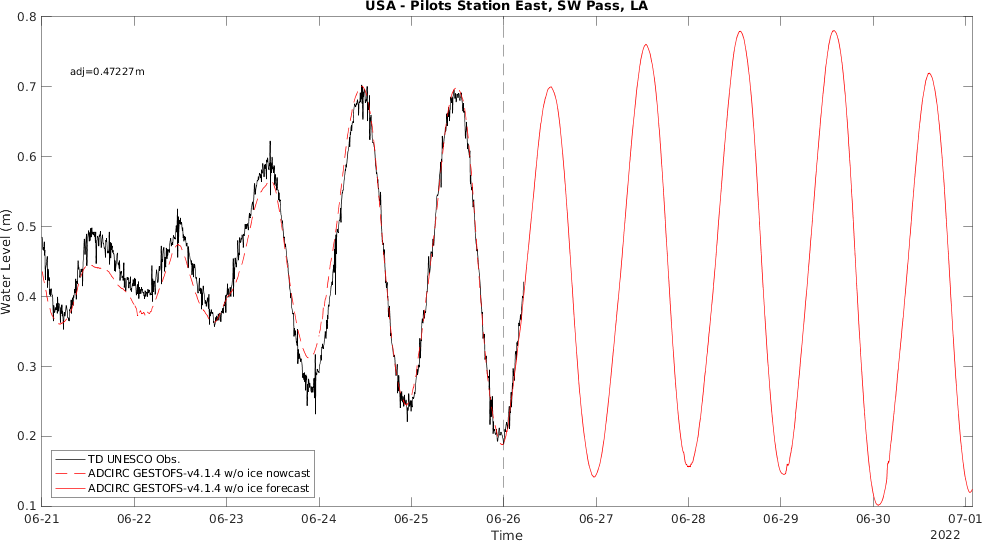 USA - Pilots Station East, SW Pass, LA
adj=0.47227m
Water Level (m)
0.8
0.7
0.6
0.5
0.4
0.3
0.2
0.1
TD UNESCO Obs.
ADCIRC GESTOFS-v4.1.4 w/o ice nowcast
ADCIRC GESTOFS-v4.1.4 w/o ice forecast
06-21 06-22 06-23 06-24 06-25 06-26 06-27 06-28 06-29 06-30 07-01
Time
2022